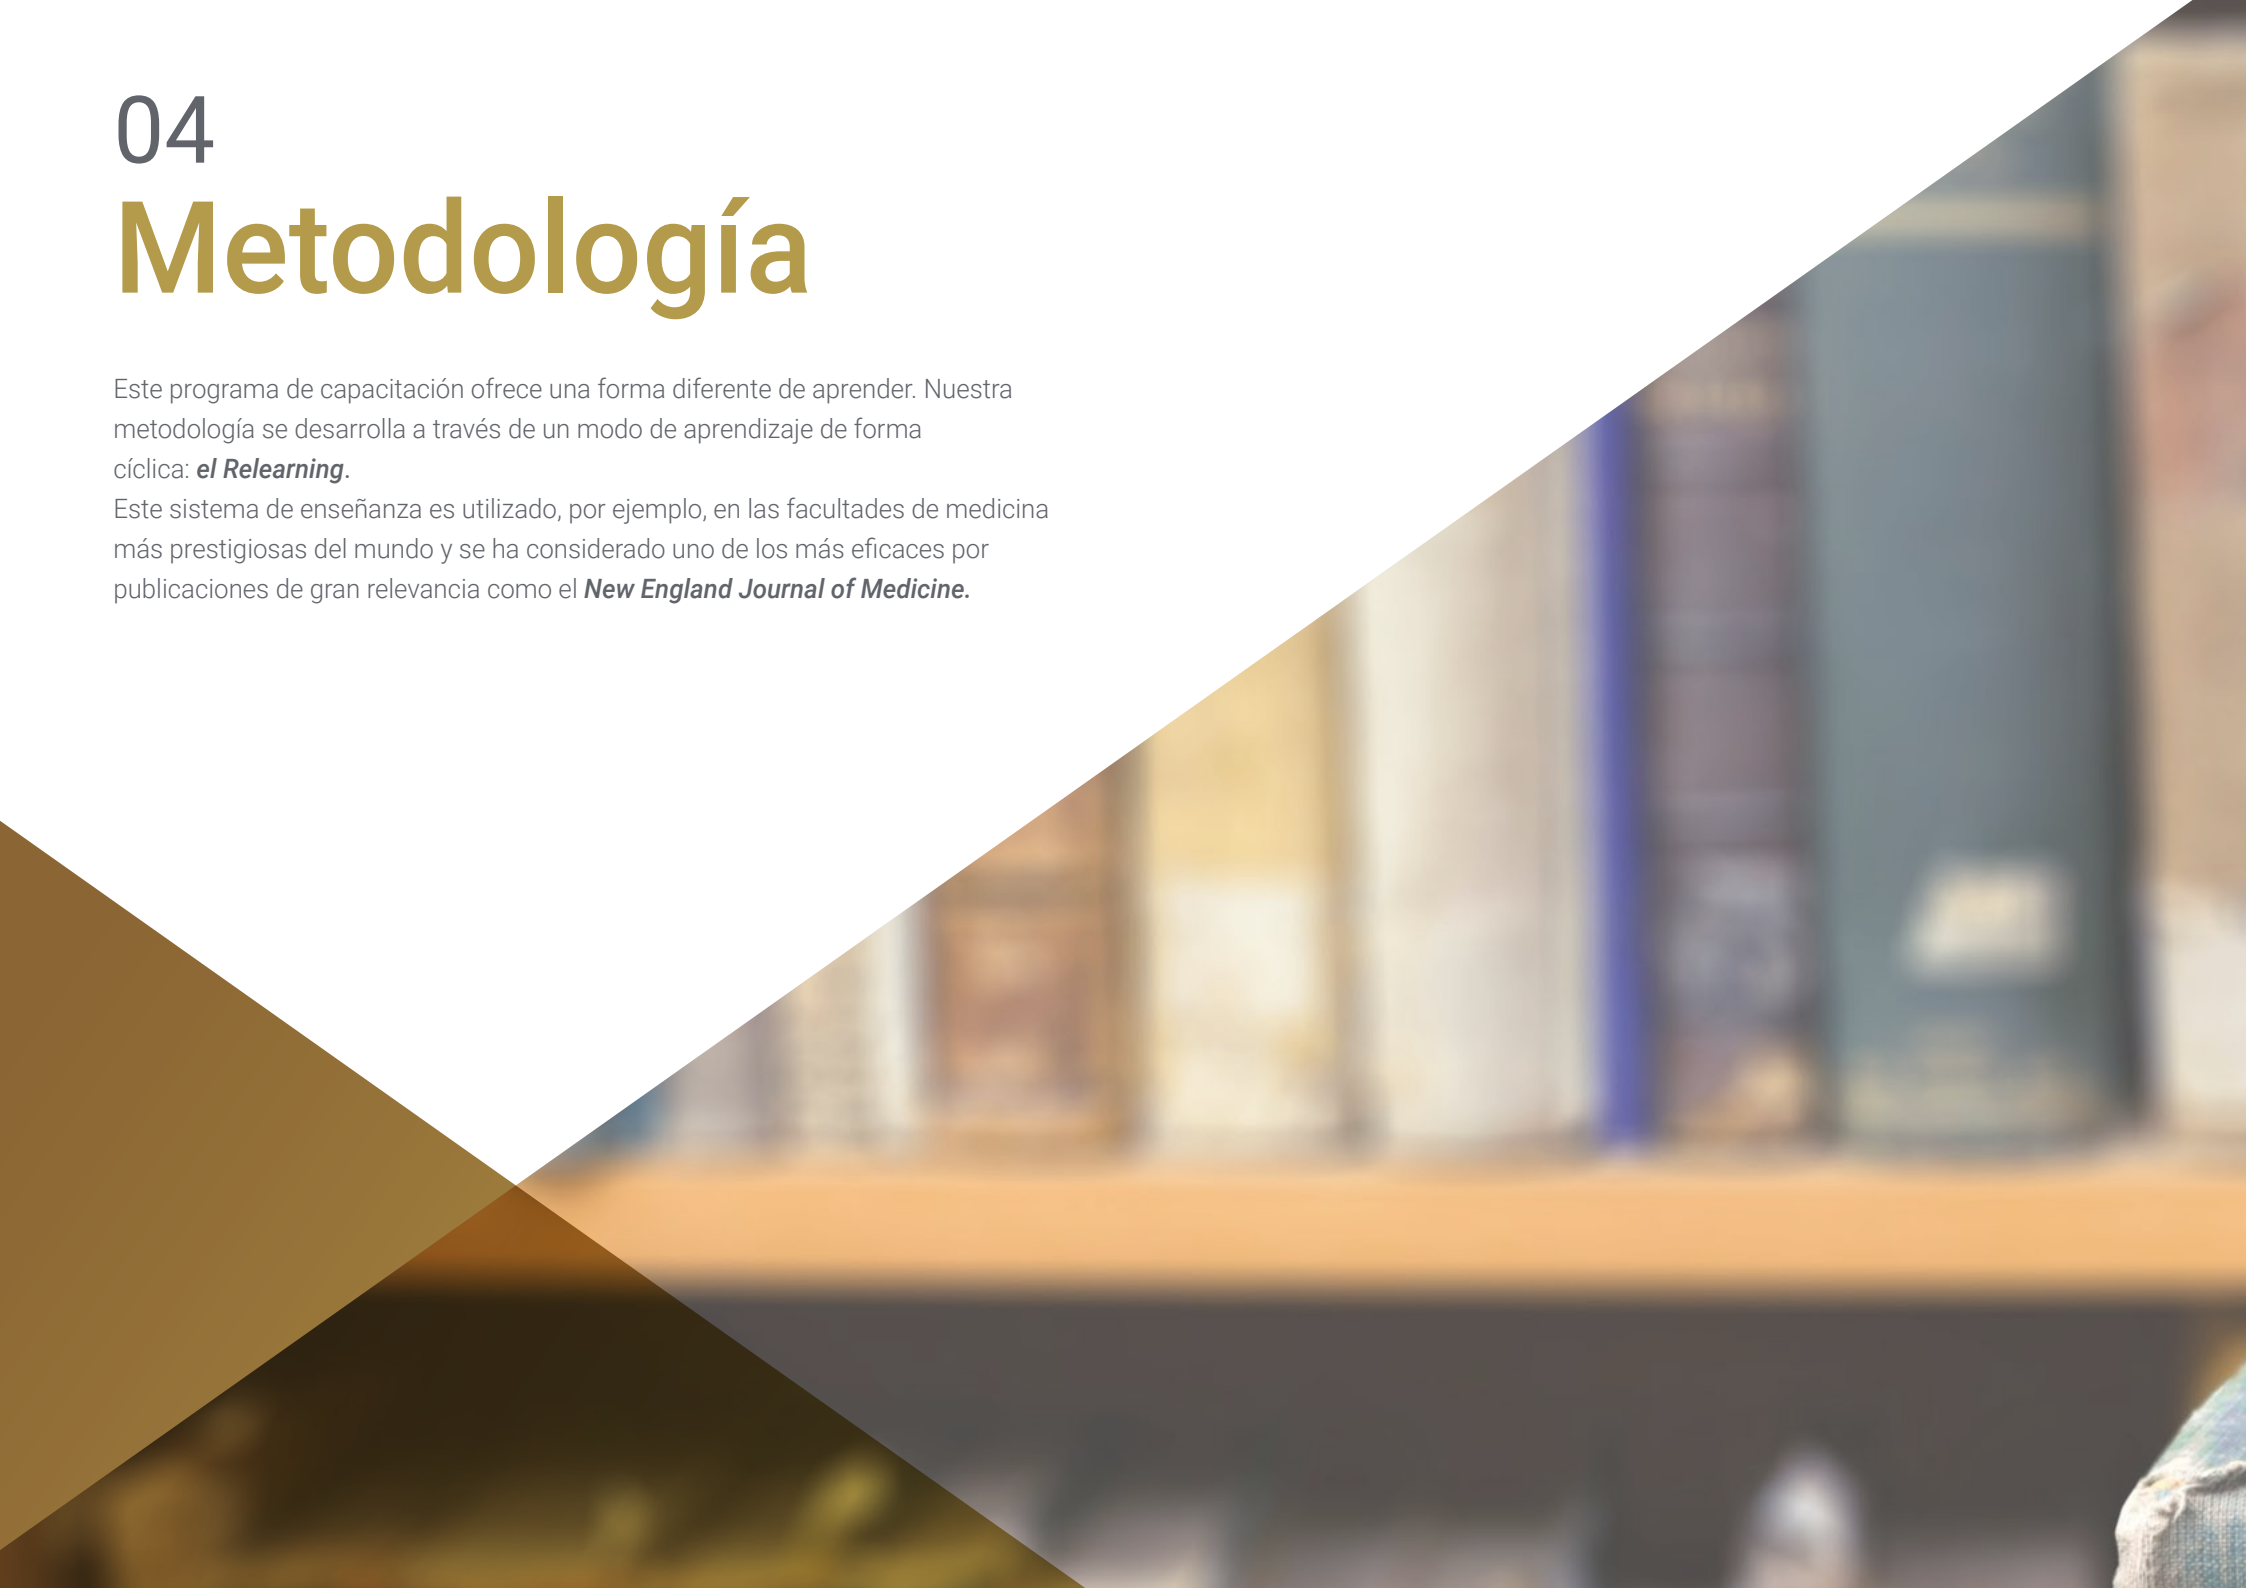 04
Metodología
Este programa de capacitación ofrece una forma diferente de aprender. Nuestra
metodología se desarrolla a través de un modo de aprendizaje de forma
cíclica: el Relearning.
Este sistema de enseñanza es utilizado, por ejemplo, en las facultades de medicina
más prestigiosas del mundo y se ha considerado uno de los más eficaces por
publicaciones de gran relevancia como el New England Journal of Medicine.